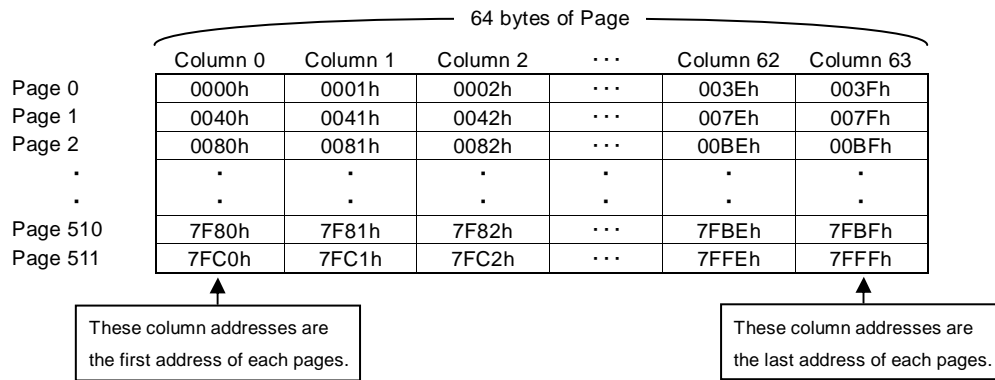 64 bytes of Page
Column 0 Column 1 Column 2 ··· Column 62 Column 63
Page 0 0000h 0001h 0002h ··· 003Eh 003Fh
Page 1 0040h 0041h 0042h ··· 007Eh 007Fh
Page 2 0080h 0081h 0082h ··· 00BEh 00BFh
· · · · · · ·
· · · · · · ·
Page 510 7F80h 7F81h 7F82h ··· 7FBEh 7FBFh
Page 511 7FC0h 7FC1h 7FC2h ··· 7FFEh 7FFFh
These column addresses are
the first address of each pages.
These column addresses are
the last address of each pages.